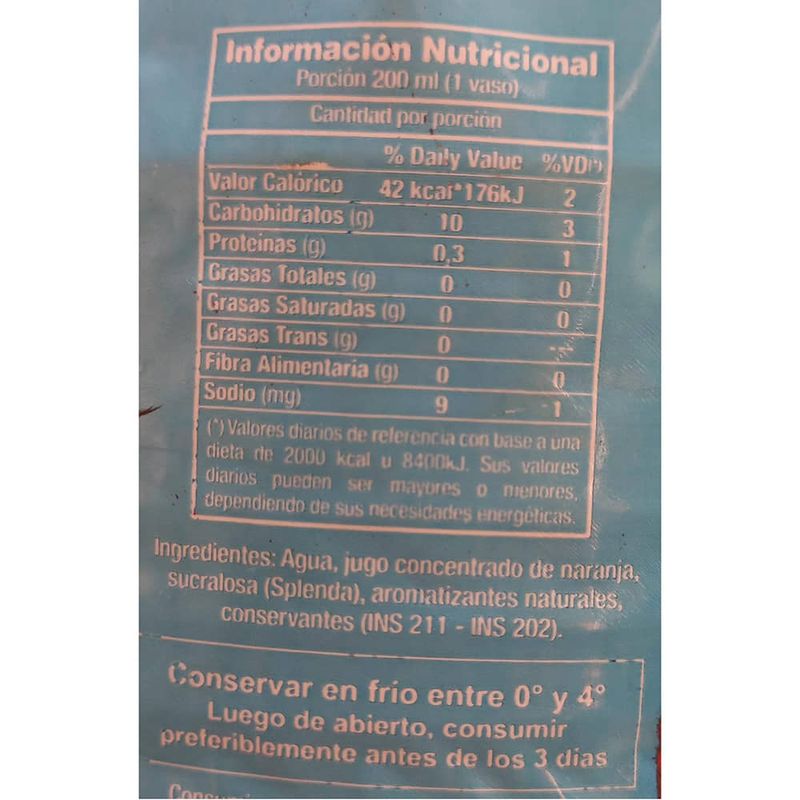 Información Nutricional
Porción 200 ml (1 vaso)
Cantidad por porción
% Daily Value %VD(*)
Valor Calórico 42 kcal*176kJ 2
Carbohidratos (g) 10 3
Proteinas (g) 0,3 1
Grasas Totales (g) 0 0
Grasas Saturadas (g) 0 0
Grasas Trans (g) 0 ---
Fibra Alimentaria (g) 0 0
Sodio (mg) 9 1
(*) Valores diarios de referencia con base a una
dieta de 2000 kcal u 8400kJ. Sus valores
diarios pueden ser mayores o menores,
dependiendo de sus necesidades energéticas.
Ingredientes: Agua, jugo concentrado de naranja,
sucralosa (Splenda), aromatizantes naturales,
conservantes (INS 211 - INS 202).
Conservar en frío entre 0° y 4°
Luego de abierto, consumir
preferiblemente antes de los 3 dias